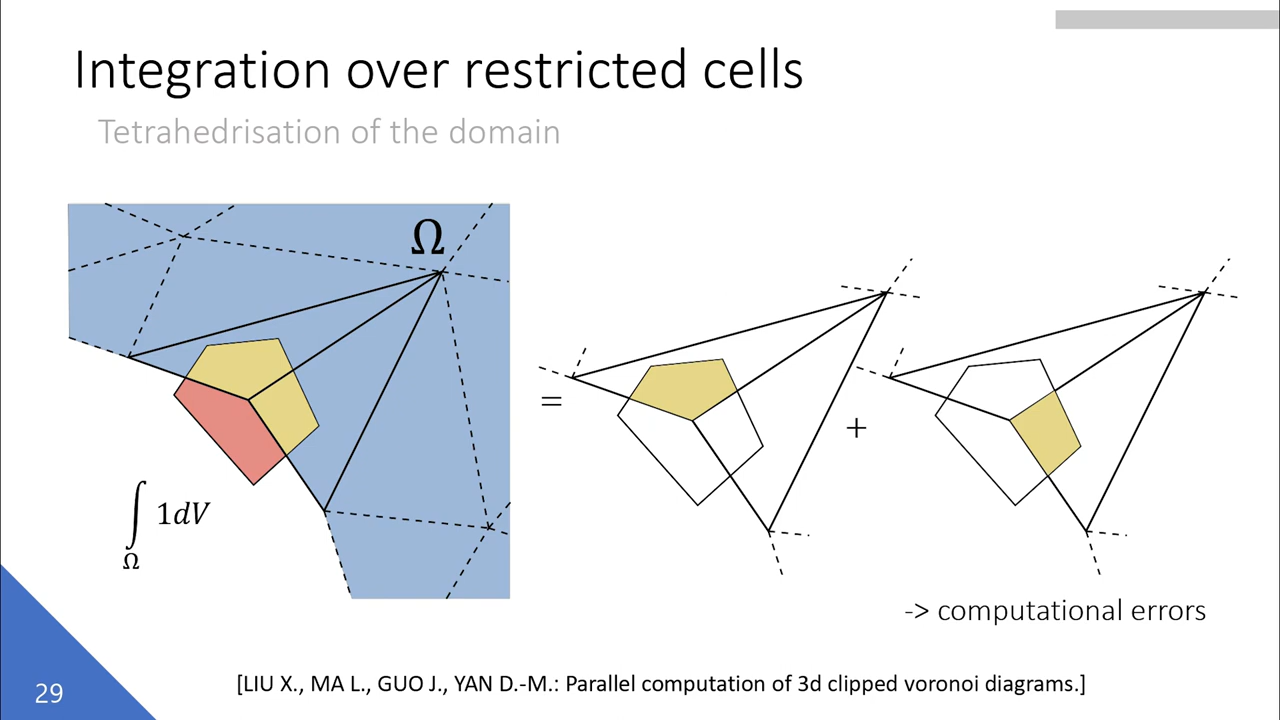 Integration over restricted cells
Tetrahedrisation of the domain
Ω
=
+
∫
Ω
1dV
-> computational errors
29
[LIU X., MA L., GUO J., YAN D.-M.: Parallel computation of 3d clipped voronoi diagrams.]